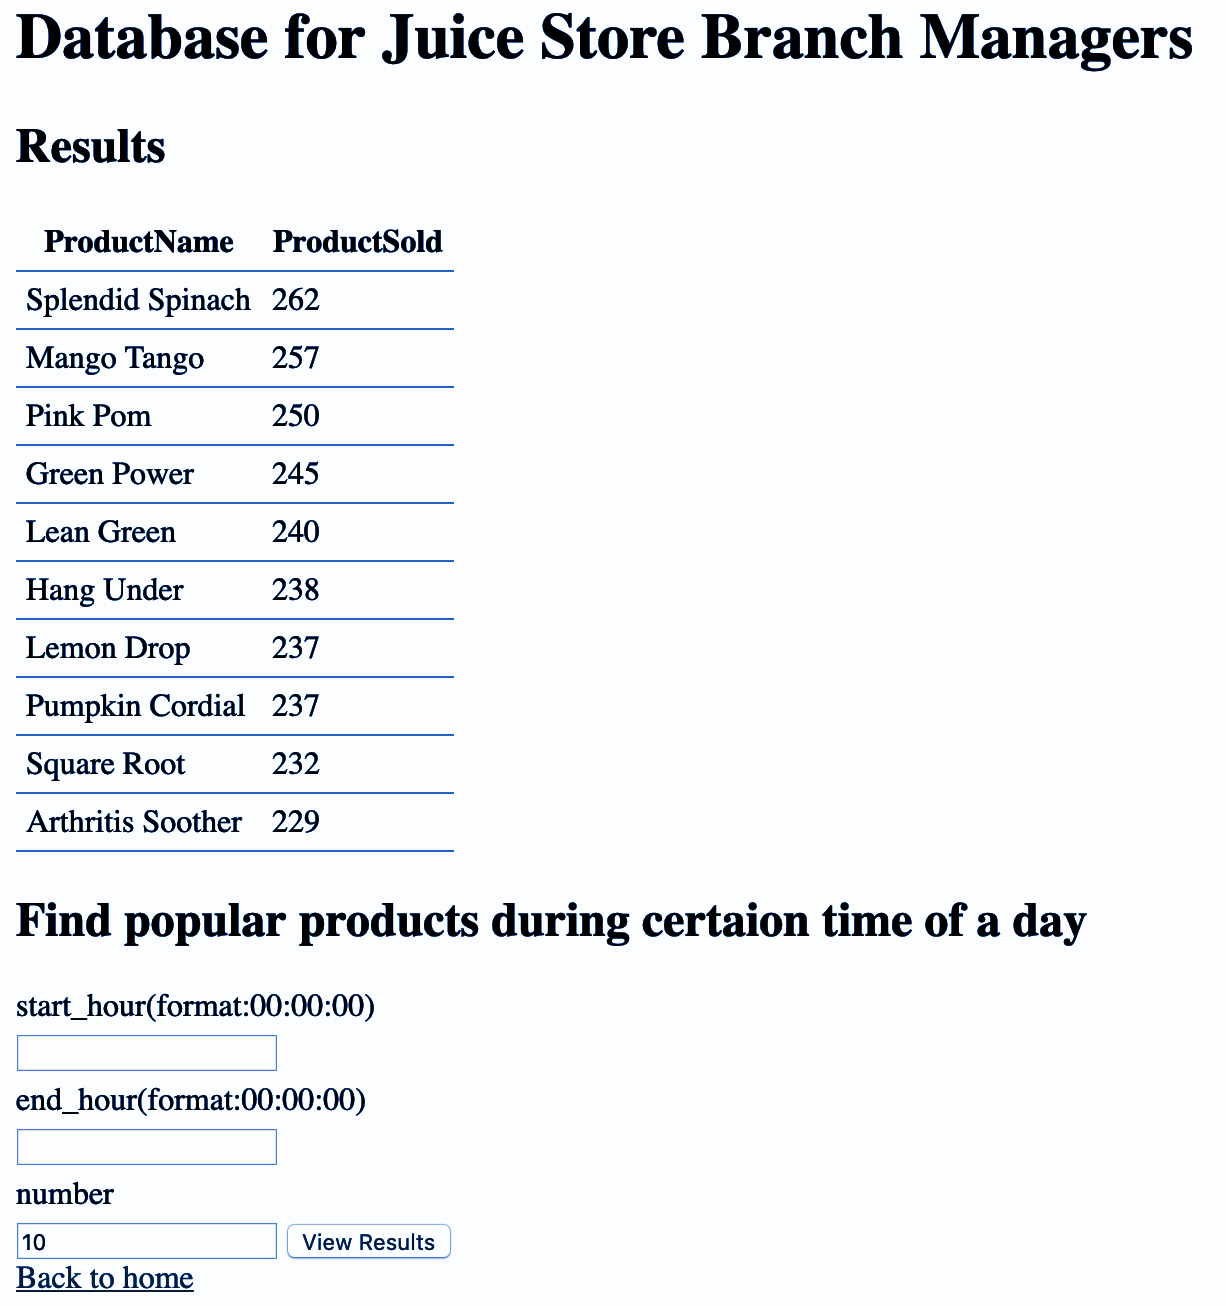 Database for Juice Store Branch Managers
Results
ProductName ProductSold
Splendid Spinach 262
Mango Tango 257
Pink Pom 250
Green Power 245
Lean Green 240
Hang Under 238
Lemon Drop 237
Pumpkin Cordial 237
Square Root 232
Arthritis Soother 229
Find popular products during certaion time of a day
start_hour(format:00:00:00)
end_hour(format:00:00:00)
number
10 View Results
Back to home